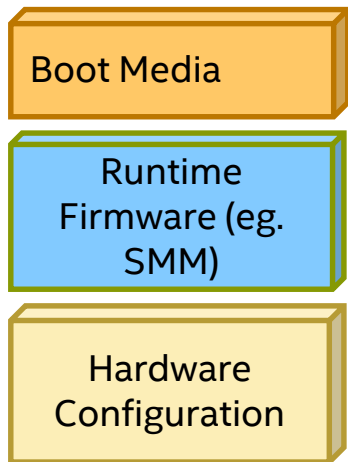 Boot Media
Runtime
Firmware (eg.
SMM)
Hardware
Configuration